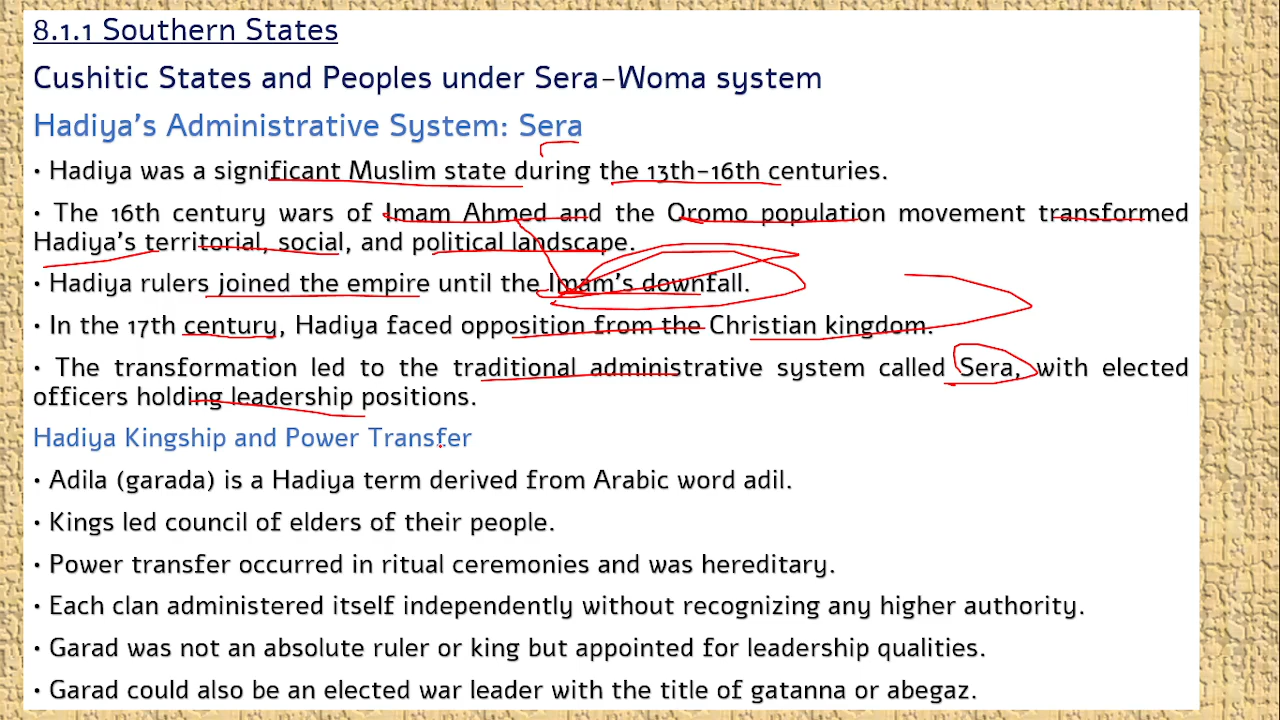 8.1.1 Southern States
Cushitic States and Peoples under Sera-Woma system
Hadiya's Administrative System: Sera
• Hadiya was a significant Muslim state during the 13th-16th centuries.
• The 16th century wars of Imam Ahmed and the Oromo population movement transformed
Hadiya's territorial, social, and political landscape.
• Hadiya rulers joined the empire until the Imam's downfall.
• In the 17th century, Hadiya faced opposition from the Christian kingdom.
• The transformation led to the traditional administrative system called Sera, with elected
officers holding leadership positions.
Hadiya Kingship and Power Transfer
• Adila (garada) is a Hadiya term derived from Arabic word adil.
• Kings led council of elders of their people.
• Power transfer occurred in ritual ceremonies and was hereditary.
• Each clan administered itself independently without recognizing any higher authority.
• Garad was not an absolute ruler or king but appointed for leadership qualities.
• Garad could also be an elected war leader with the title of gatanna or abegaz.